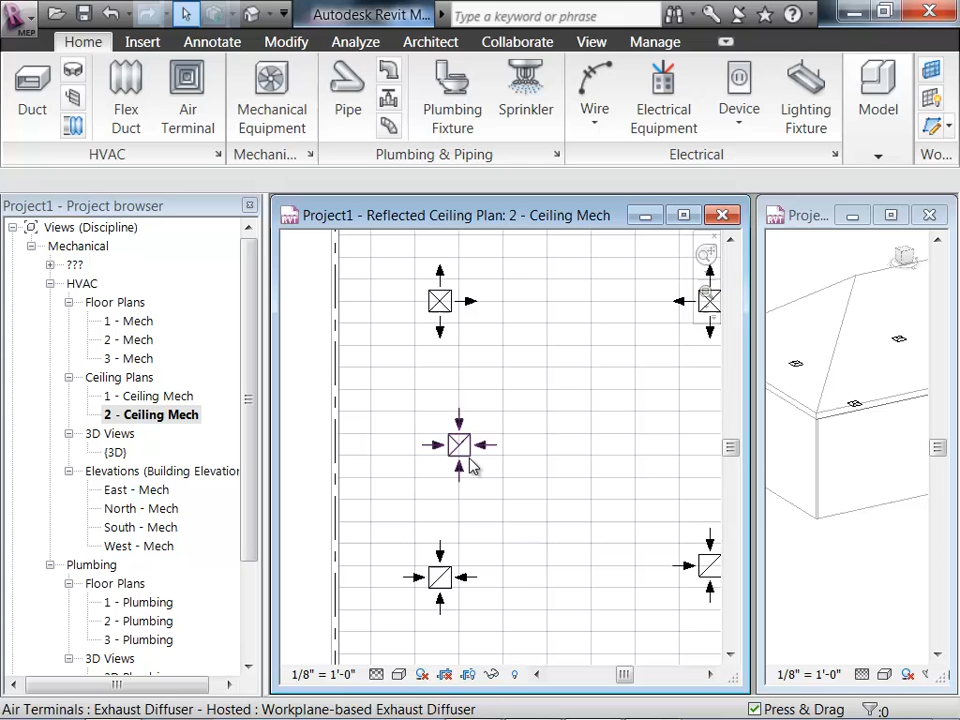 MEP
Autodesk Revit M...
Type a keyword or phrase
Home Insert Annotate Modify Analyze Architect Collaborate View Manage
Duct
Flex Duct
Air Terminal
Mechanical Equipment
Pipe
Plumbing Fixture
Sprinkler
Wire
Electrical Equipment
Device
Lighting Fixture
Model
HVAC
Mechani...
Plumbing & Piping
Electrical
Wo...
Project1 - Project browser
Views (Discipline)
Mechanical
???
HVAC
Floor Plans
1 - Mech
2 - Mech
3 - Mech
Ceiling Plans
1 - Ceiling Mech
2 - Ceiling Mech
3D Views
{3D}
Elevations (Building Elevation
East - Mech
North - Mech
South - Mech
West - Mech
Plumbing
Floor Plans
1 - Plumbing
2 - Plumbing
3 - Plumbing
3D Views
Project1 - Reflected Ceiling Plan: 2 - Ceiling Mech
1/8" = 1'-0"
Proje...
1/8" = 1'-0"
Air Terminals : Exhaust Diffuser - Hosted : Workplane-based Exhaust Diffuser
Press & Drag
:0